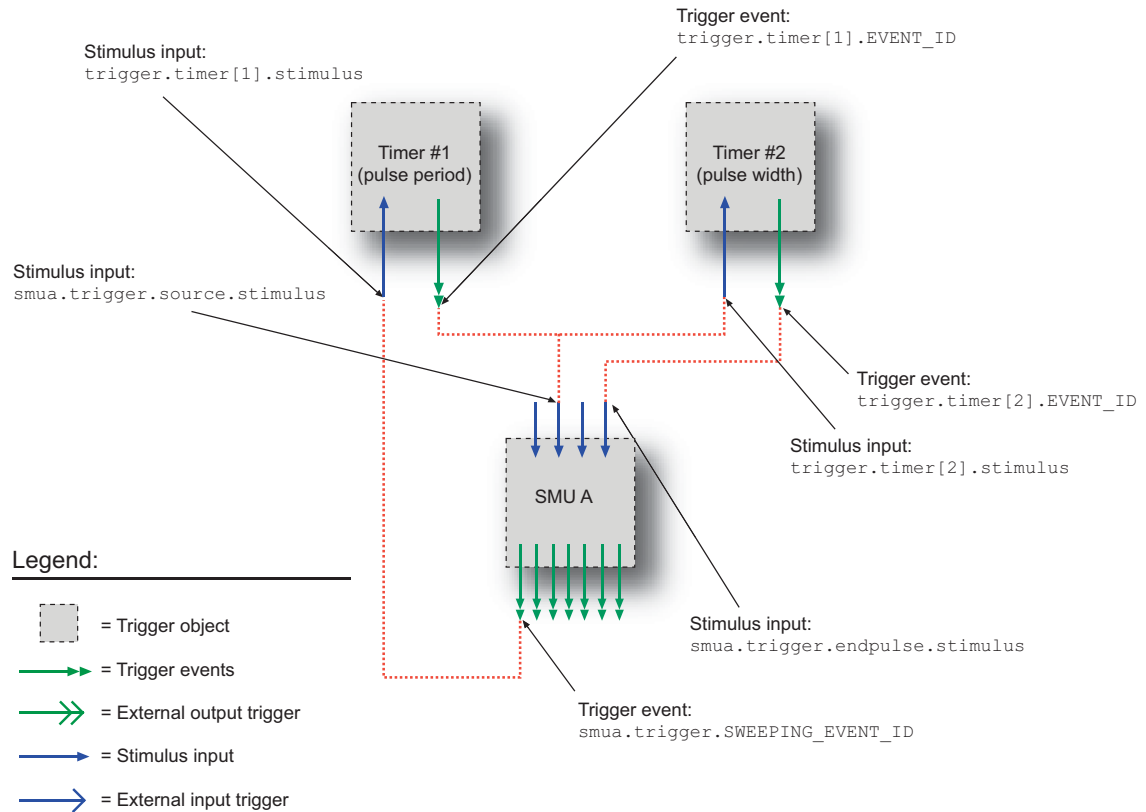 Trigger event:
trigger.timer[1].EVENT_ID
Stimulus input:
trigger.timer[1].stimulus
Timer #1
(pulse period)
Timer #2
(pulse width)
Stimulus input:
smua.trigger.source.stimulus
Trigger event:
trigger.timer[2].EVENT_ID
Stimulus input:
trigger.timer[2].stimulus
SMU A
Legend:
= Trigger object
= Trigger events
= External output trigger
= Stimulus input
= External input trigger
Stimulus input:
smua.trigger.endpulse.stimulus
Trigger event:
smua.trigger.SWEEPING_EVENT_ID